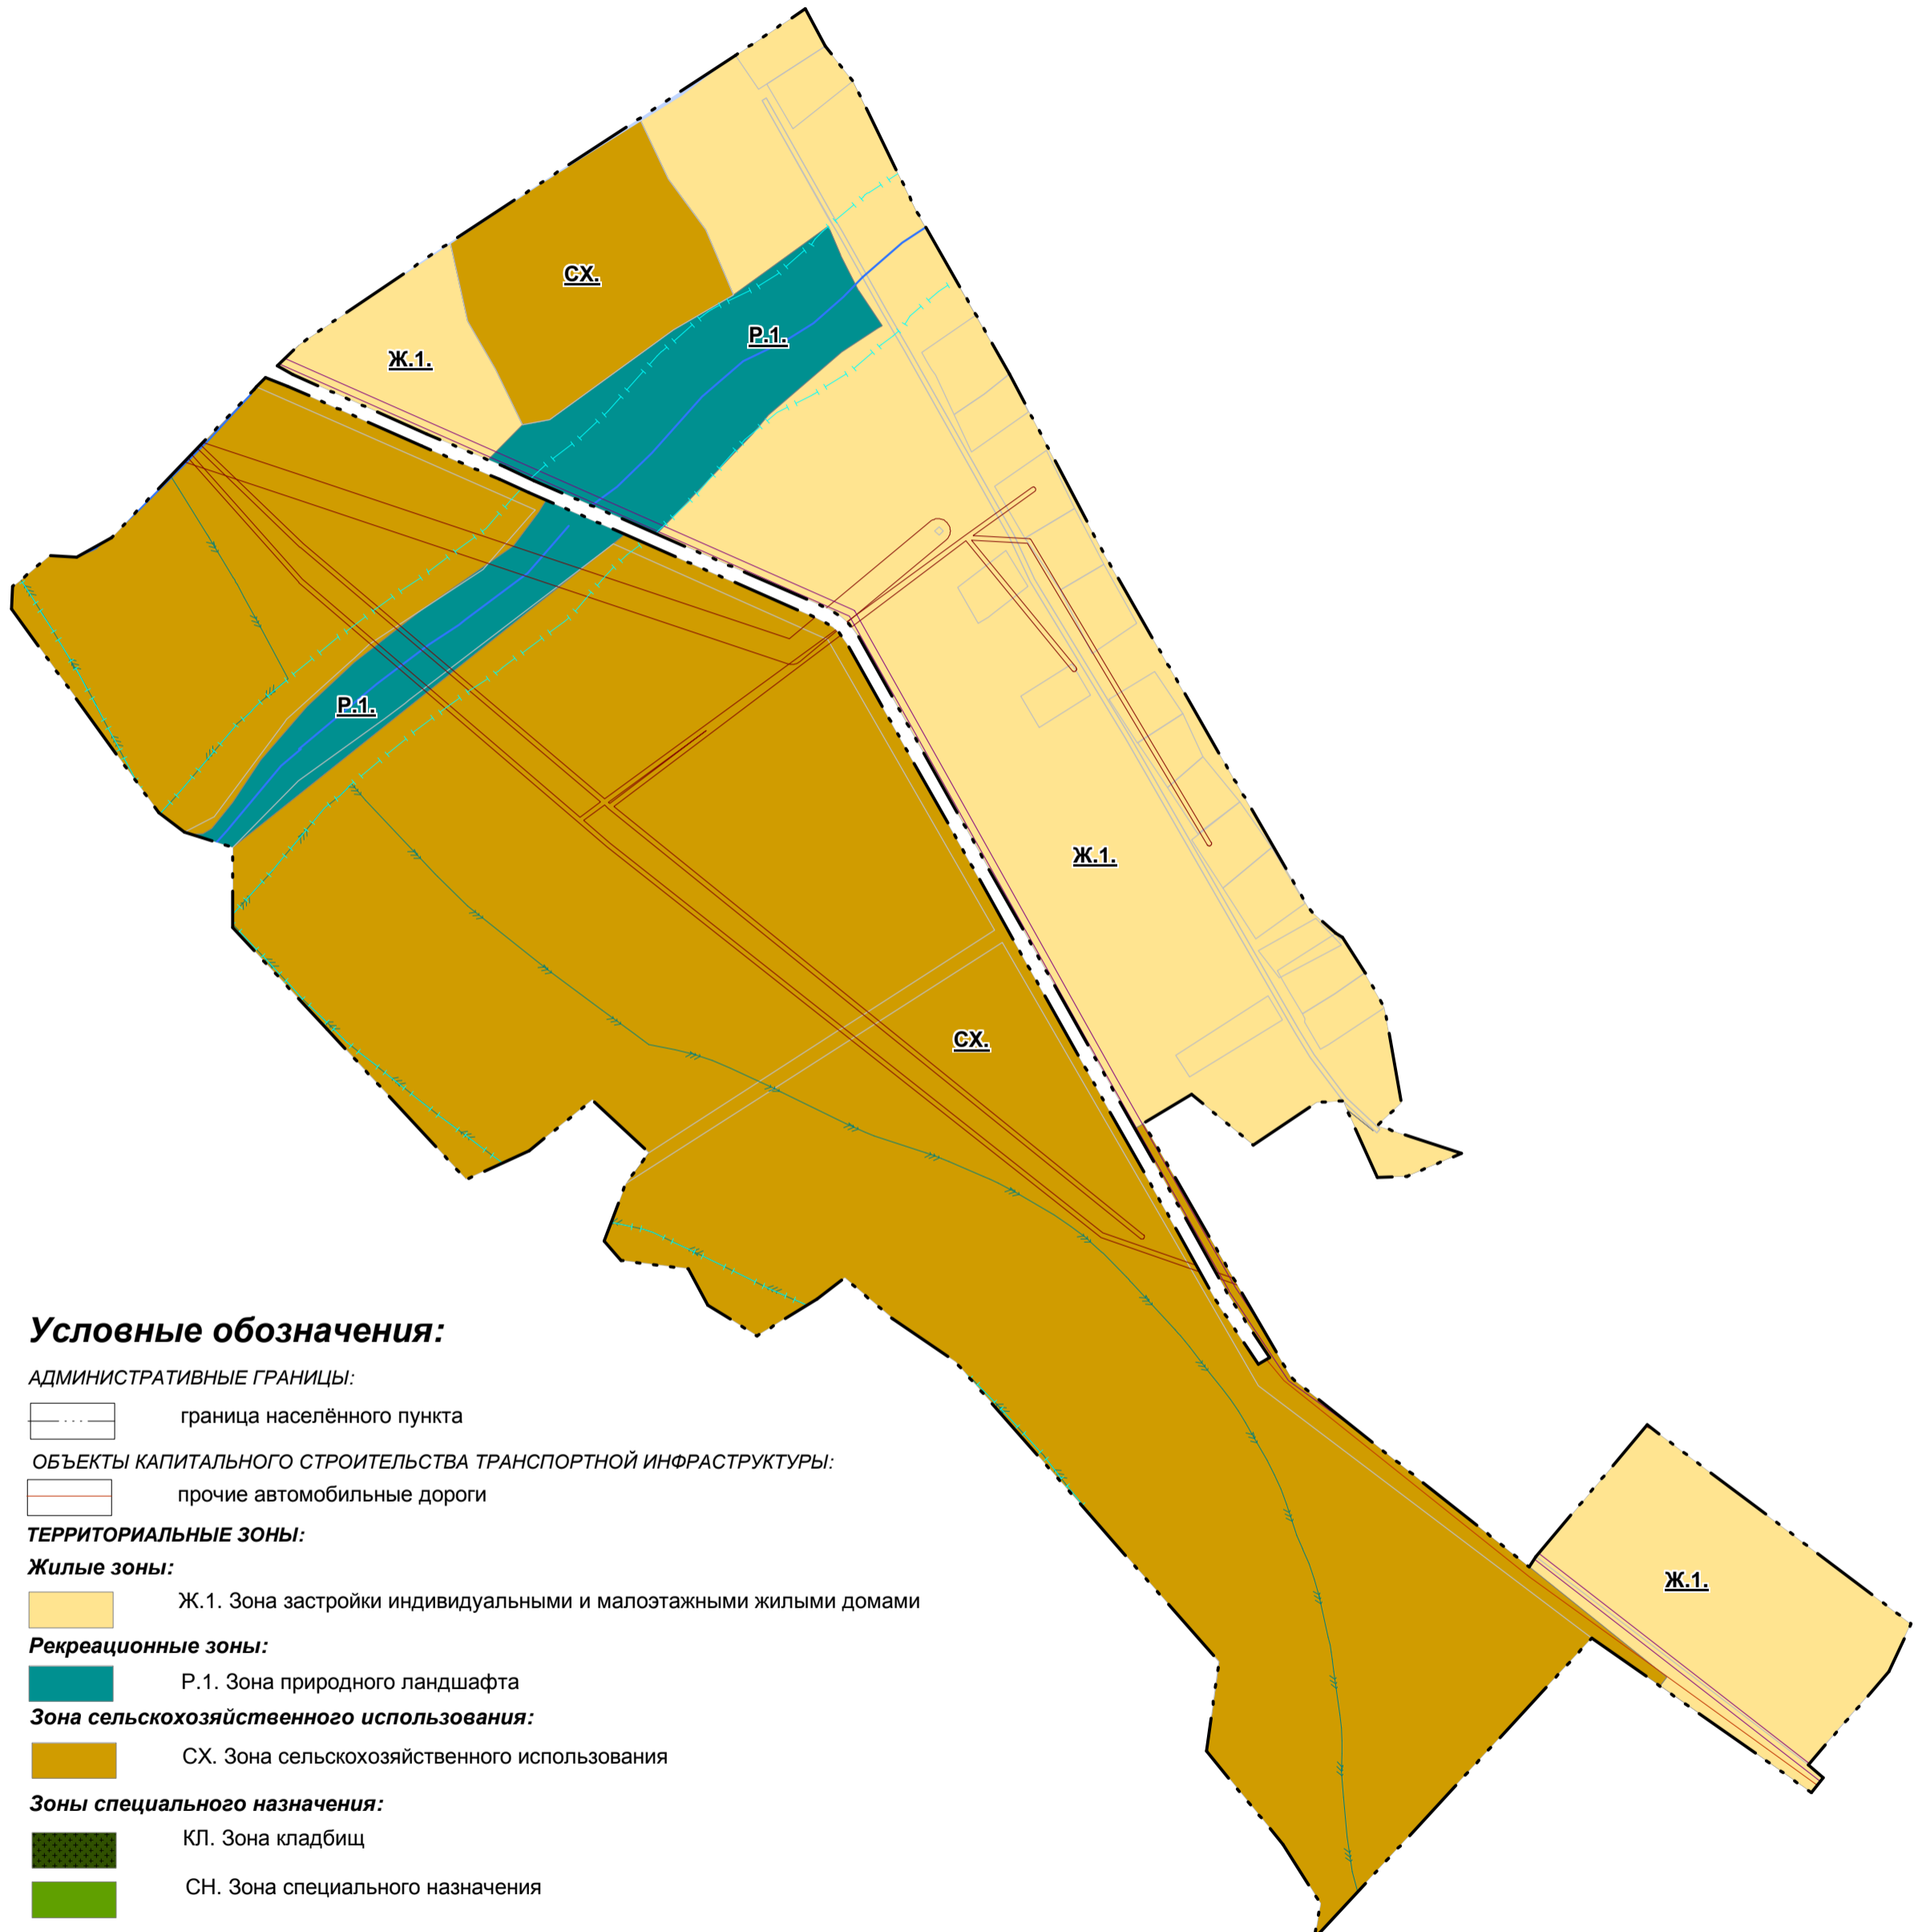 СХ.
Р.1.
Ж.1.
Р.1.
Ж.1.
СХ.
Ж.1.
Условные обозначения:
АДМИНИСТРАТИВНЫЕ ГРАНИЦЫ:
граница населённого пункта
ОБЪЕКТЫ КАПИТАЛЬНОГО СТРОИТЕЛЬСТВА ТРАНСПОРТНОЙ ИНФРАСТРУКТУРЫ:
прочие автомобильные дороги
ТЕРРИТОРИАЛЬНЫЕ ЗОНЫ:
Жилые зоны:
Ж.1. Зона застройки индивидуальными и малоэтажными жилыми домами
Рекреационные зоны:
Р.1. Зона природного ландшафта
Зона сельскохозяйственного использования:
СХ. Зона сельскохозяйственного использования
Зоны специального назначения:
КЛ. Зона кладбищ
СН. Зона специального назначения